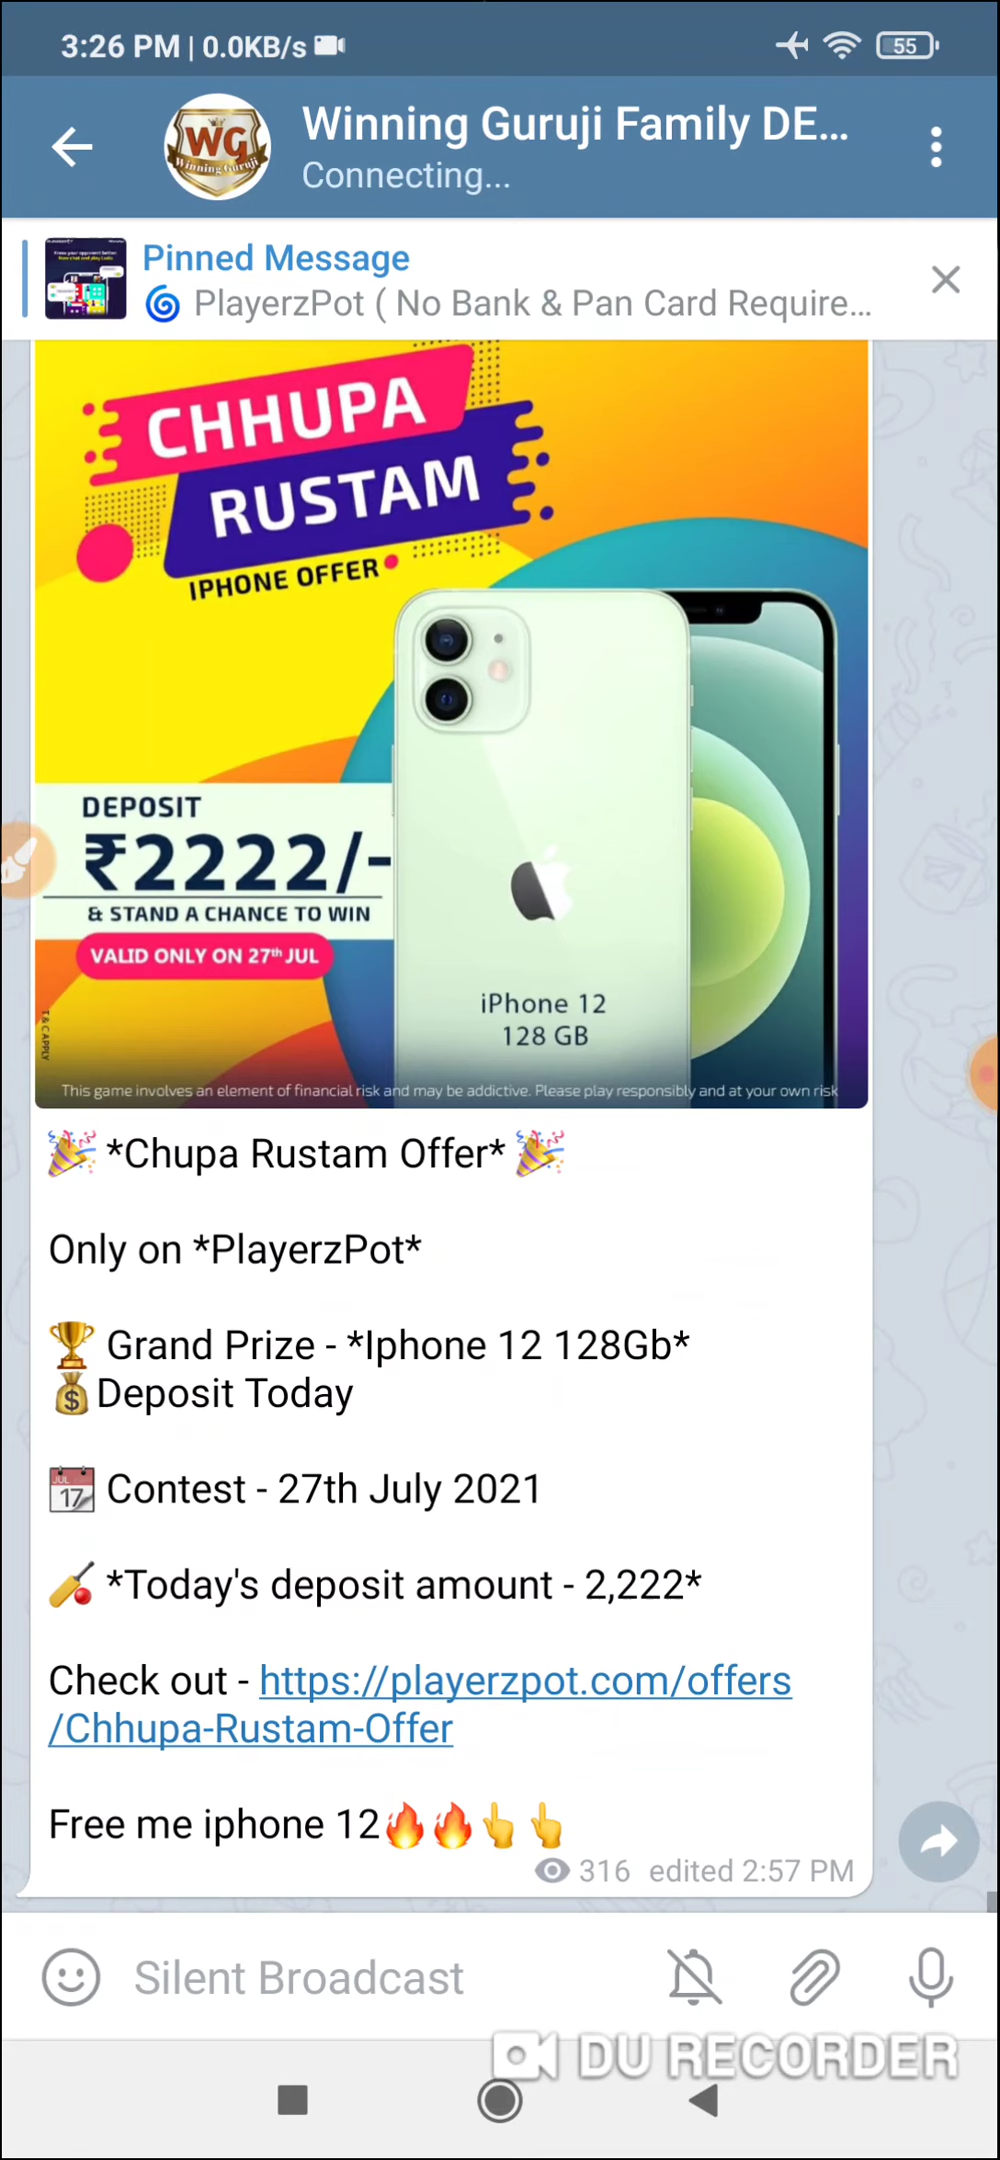 3:26 PM | 0.0KB/s
55
WG
Winning Guruji
Winning Guruji Family DE...
Connecting...
Pinned Message
PlayerzPot ( No Bank & Pan Card Require...
CHHUPA
RUSTAM
IPHONE OFFER
DEPOSIT
₹2222/-
& STAND A CHANCE TO WIN
VALID ONLY ON 27th JUL
T & C APPLY
iPhone 12
128 GB
This game involves an element of financial risk and may be addictive. Please play responsibly and at your own risk
🎉 *Chupa Rustam Offer* 🎉
Only on *PlayerzPot*
🏆 Grand Prize - *Iphone 12 128Gb*
💰Deposit Today
📆 Contest - 27th July 2021
🏏 *Today's deposit amount - 2,222*
Check out - https://playerzpot.com/offers
/Chhupa-Rustam-Offer
Free me iphone 12🔥🔥👆👆
316 edited 2:57 PM
Silent Broadcast
DU RECORDER